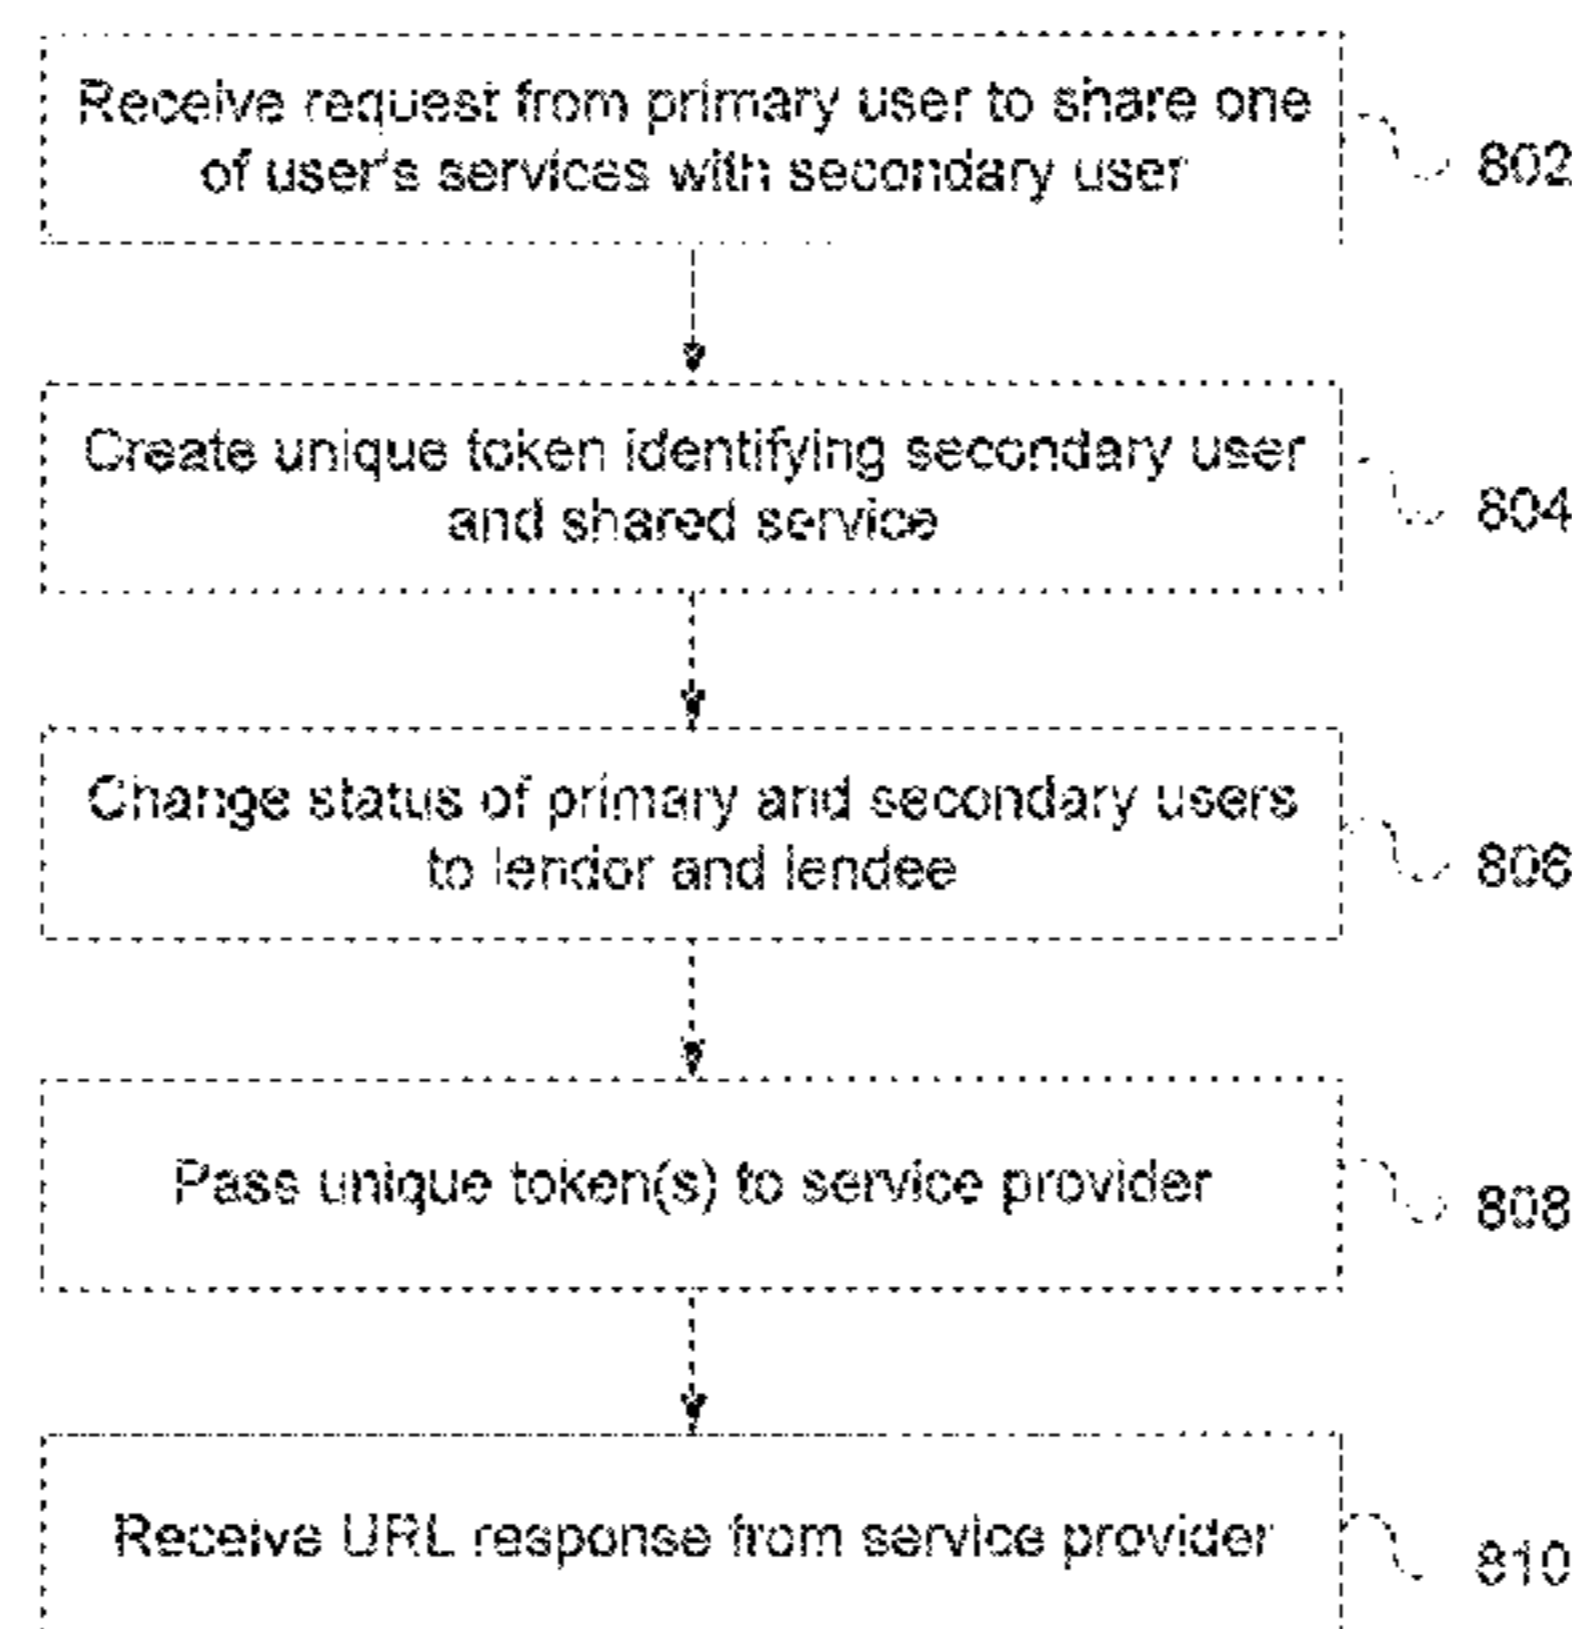 Receive request from primary user to share one
of user's services with secondary user
802
Create unique token identifying secondary user
and shared service
804
Change status of primary and secondary users
to lendor and lendee
806
Pass unique token(s) to service provider
808
Receive URL response from service provider
810